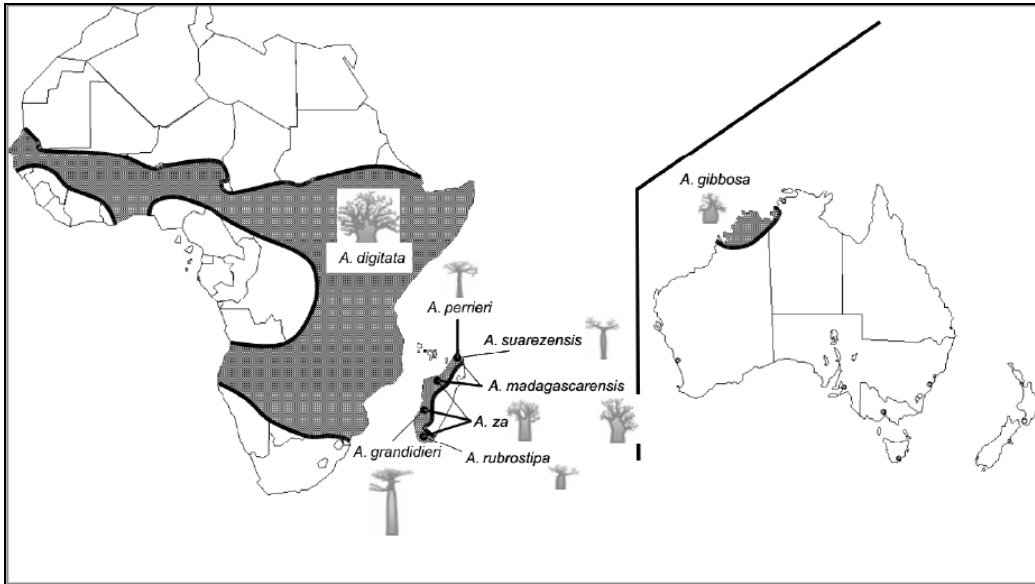 A. gibbosa
A. digitata
A. perrieri
A. suarezensis
A. madagascarensis
A. za
A. grandidieri
A. rubrostipa